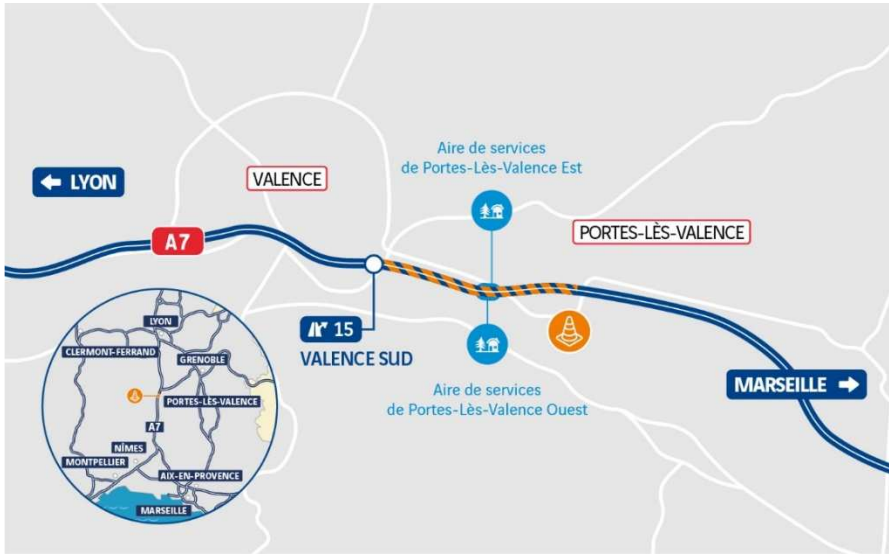 Aire de services
de Portes-Lès-Valence Est
← LYON
VALENCE
PORTES-LÈS-VALENCE
A7
15
VALENCE SUD
Aire de services
de Portes-Lès-Valence Ouest
MARSEILLE →
LYON
CLERMONT-FERRAND
GRENOBLE
PORTES-LÈS-VALENCE
A7
NÎMES
MONTPELLIER
AIX-EN-PROVENCE
MARSEILLE